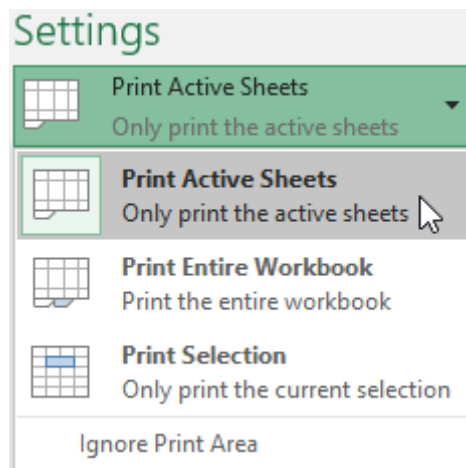 Settings
Print Active Sheets
Only print the active sheets
Print Active Sheets
Only print the active sheets
Print Entire Workbook
Print the entire workbook
Print Selection
Only print the current selection
Ignore Print Area